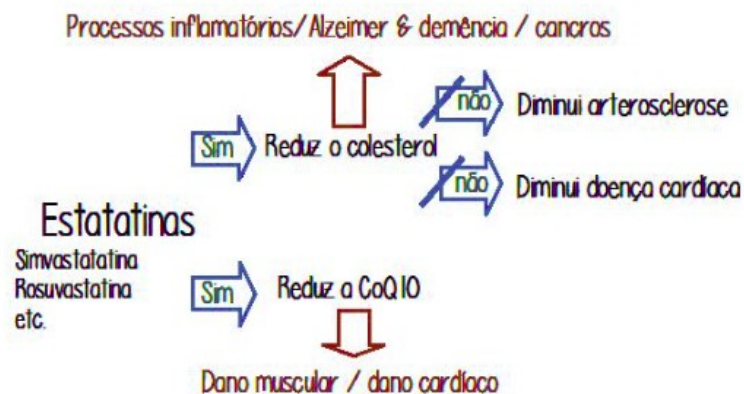 Processos inflamatórios/Alzeimer & demência / cancros
não Diminui arterosclerose
Sim Reduz o colesterol
não Diminui doença cardíaca
Estatatinas
Simvastatatina
Rosuvastatina
etc.
Sim Reduz a CoQ10
Dano muscular / dano cardíaco